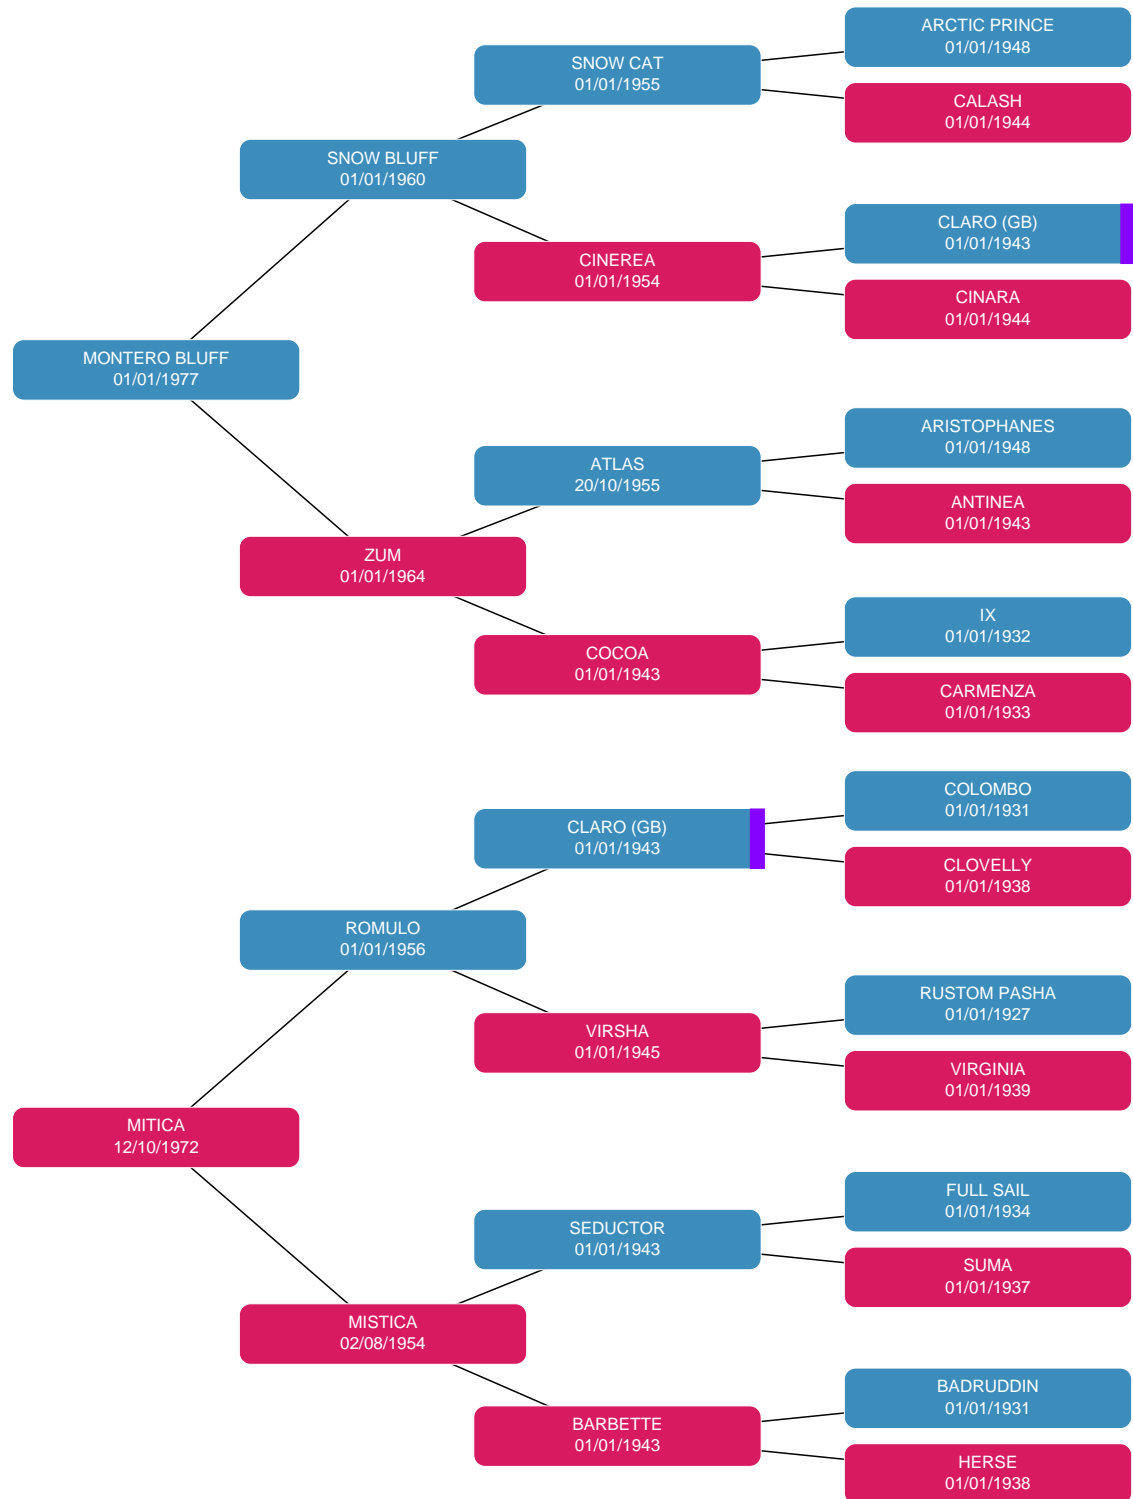 ARCTIC PRINCE
01/01/1948
SNOW CAT
01/01/1955
CALASH
01/01/1944
SNOW BLUFF
01/01/1960
CLARO (GB)
01/01/1943
CINEREA
01/01/1954
CINARA
01/01/1944
MONTERO BLUFF
01/01/1977
ARISTOPHANES
01/01/1948
ATLAS
20/10/1955
ANTINEA
01/01/1943
ZUM
01/01/1964
IX
01/01/1932
COCOA
01/01/1943
CARMENZA
01/01/1933
COLOMBO
01/01/1931
CLARO (GB)
01/01/1943
CLOVELLY
01/01/1938
ROMULO
01/01/1956
RUSTOM PASHA
01/01/1927
VIRSHA
01/01/1945
VIRGINIA
01/01/1939
MITICA
12/10/1972
FULL SAIL
01/01/1934
SEDUCTOR
01/01/1943
SUMA
01/01/1937
MISTICA
02/08/1954
BADRUDDIN
01/01/1931
BARBETTE
01/01/1943
HERSE
01/01/1938